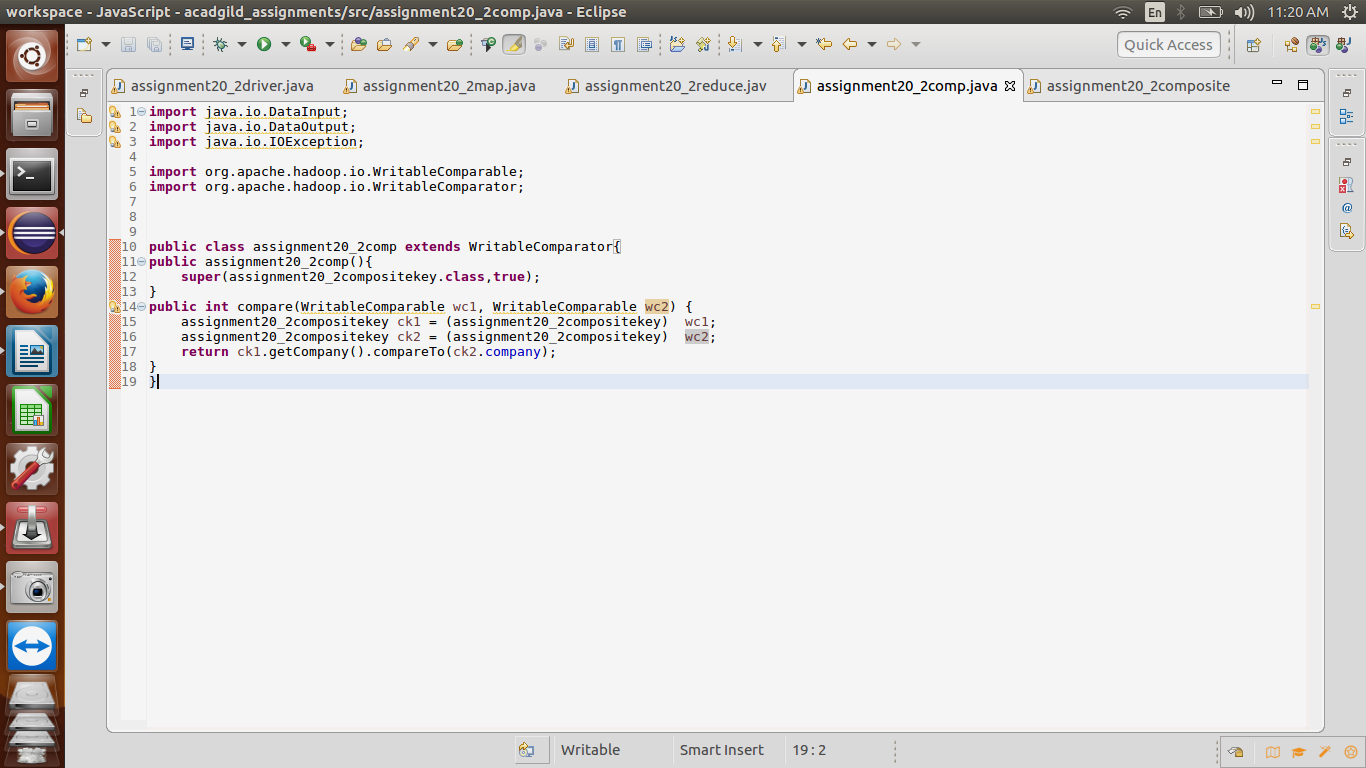 workspace - JavaScript - acadgild_assignments/src/assignment20_2comp.java - Eclipse
En
11:20 AM
Quick Access
assignment20_2driver.java
assignment20_2map.java
assignment20_2reduce.jav
assignment20_2comp.java
assignment20_2composite
1 import java.io.DataInput;
2 import java.io.DataOutput;
3 import java.io.IOException;
4
5 import org.apache.hadoop.io.WritableComparable;
6 import org.apache.hadoop.io.WritableComparator;
7
8
9
10 public class assignment20_2comp extends WritableComparator{
11 public assignment20_2comp(){
12     super(assignment20_2compositekey.class,true);
13 }
14 public int compare(WritableComparable wc1, WritableComparable wc2) {
15     assignment20_2compositekey ck1 = (assignment20_2compositekey)  wc1;
16     assignment20_2compositekey ck2 = (assignment20_2compositekey)  wc2;
17     return ck1.getCompany().compareTo(ck2.company);
18 }
19 }
Writable
Smart Insert
19 : 2